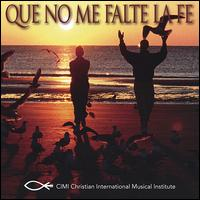 QUE NO ME FALTE LA FE
CIMI Christian International Musical Institute